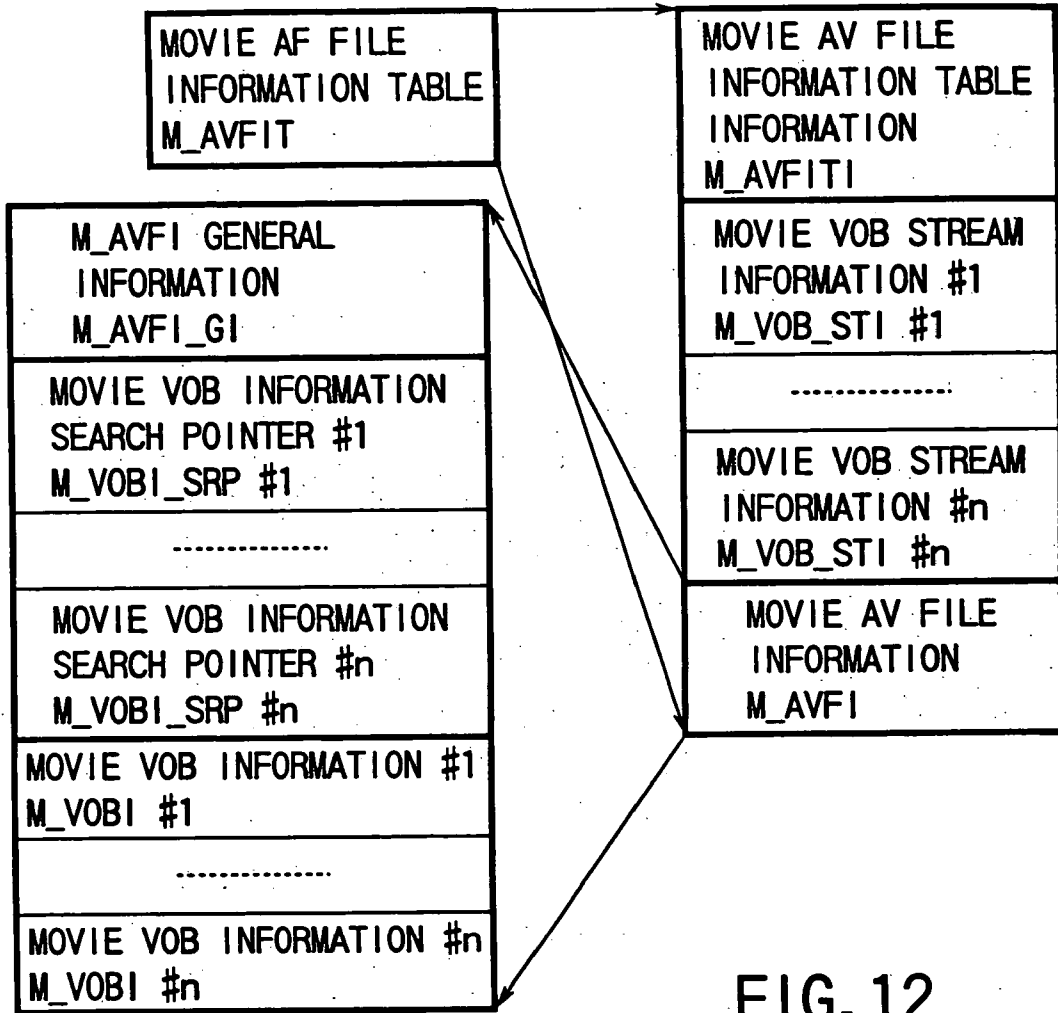 MOVIE AF FILE
INFORMATION TABLE
M_AVFIT
MOVIE AV FILE
INFORMATION TABLE
INFORMATION
M_AVFITI
MOVIE VOB STREAM
INFORMATION #1
M_VOB_STI #1
MOVIE VOB STREAM
INFORMATION #n
M_VOB_STI #n
MOVIE AV FILE
INFORMATION
M_AVFI
M_AVFI GENERAL
INFORMATION
M_AVFI_GI
MOVIE VOB INFORMATION
SEARCH POINTER #1
M_VOBI_SRP #1
MOVIE VOB INFORMATION
SEARCH POINTER #n
M_VOBI_SRP #n
MOVIE VOB INFORMATION #1
M_VOBI #1
MOVIE VOB INFORMATION #n
M_VOBI #n
FIG. 12